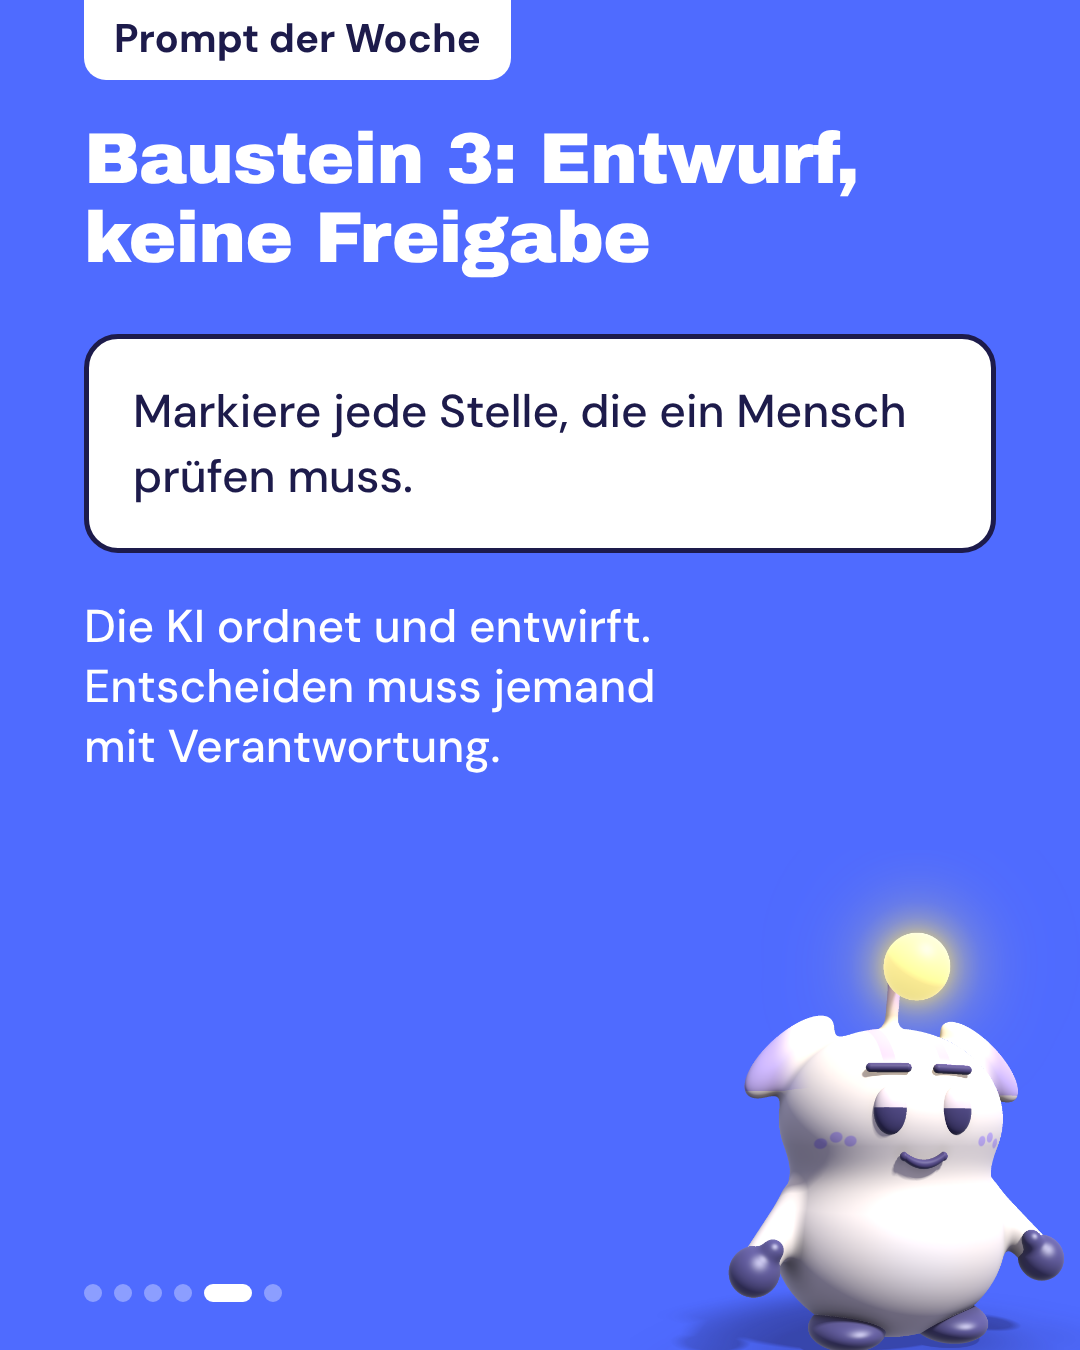 Prompt der Woche
Baustein 3: Entwurf,
keine Freigabe
Markiere jede Stelle, die ein Mensch
prüfen muss.
Die KI ordnet und entwirft.
Entscheiden muss jemand
mit Verantwortung.